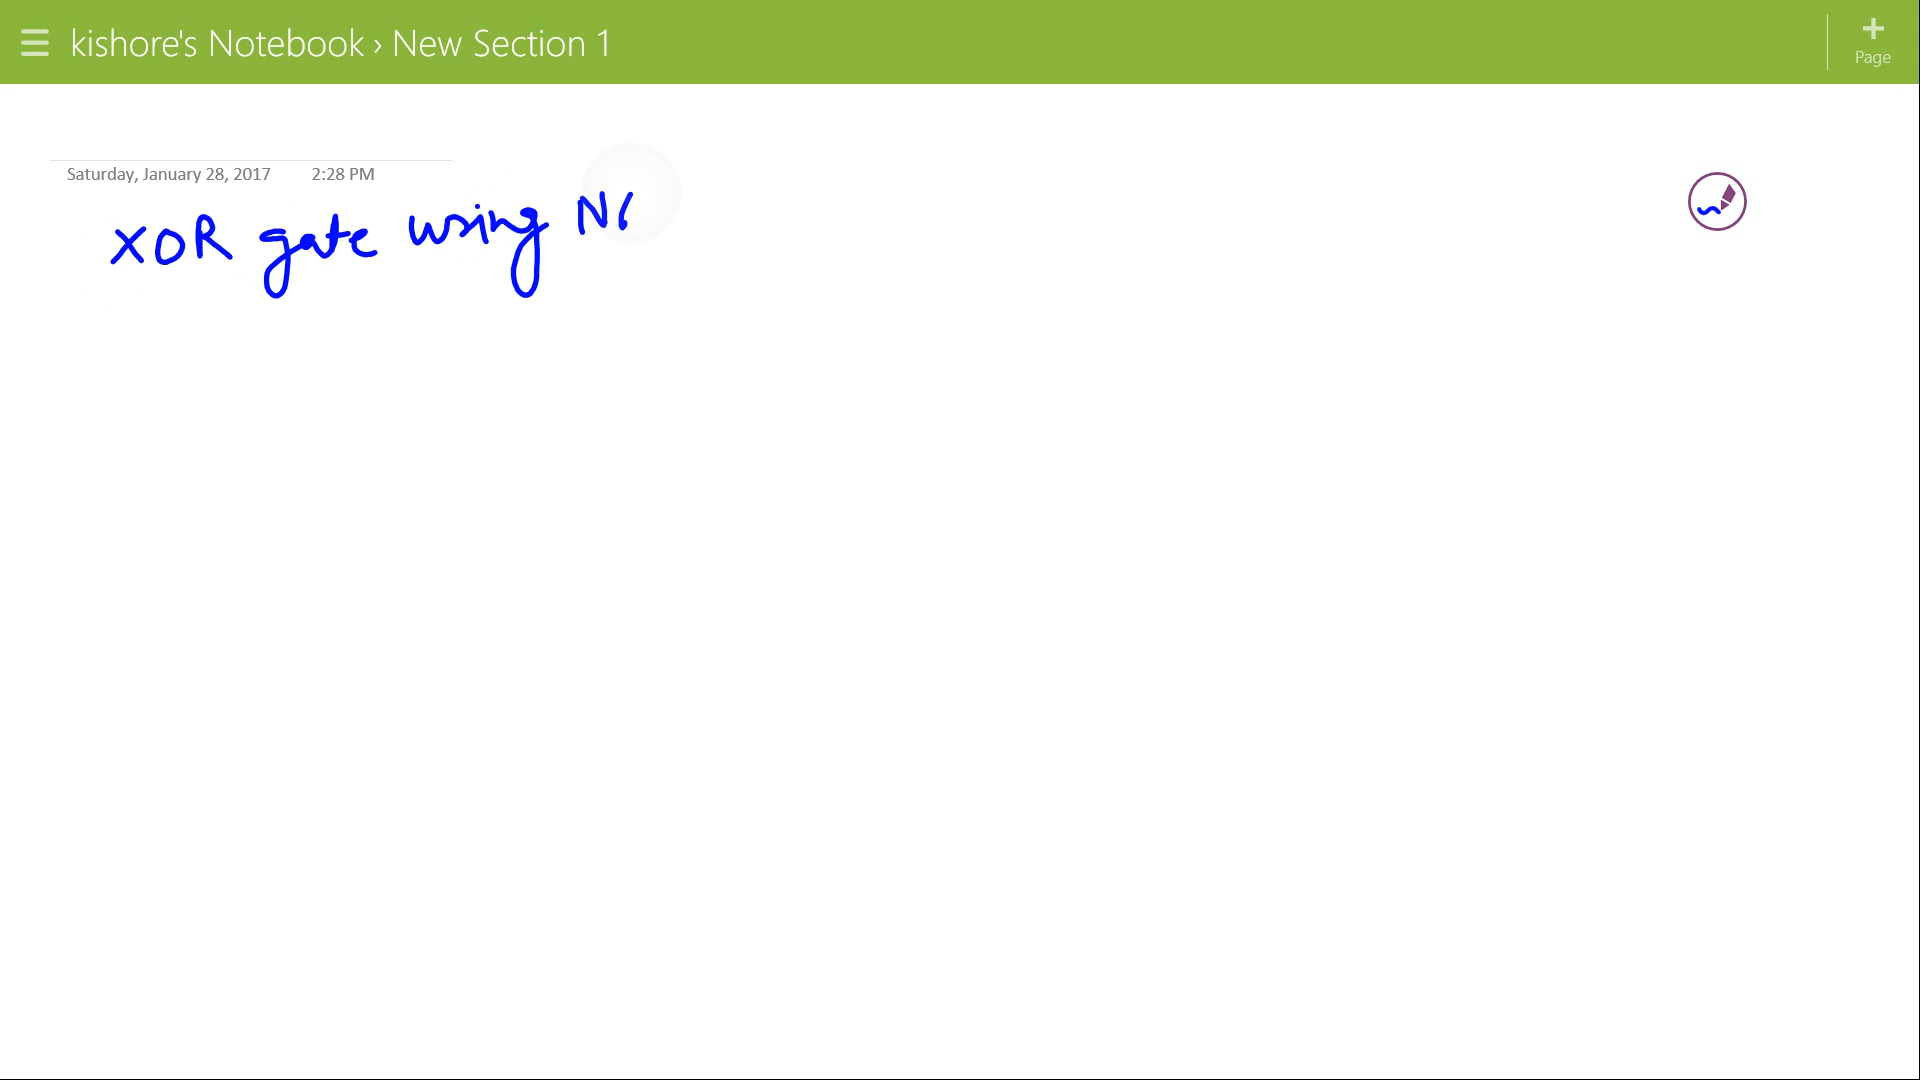 kishore's Notebook › New Section 1
Page
Saturday, January 28, 2017 2:28 PM
XOR gate using